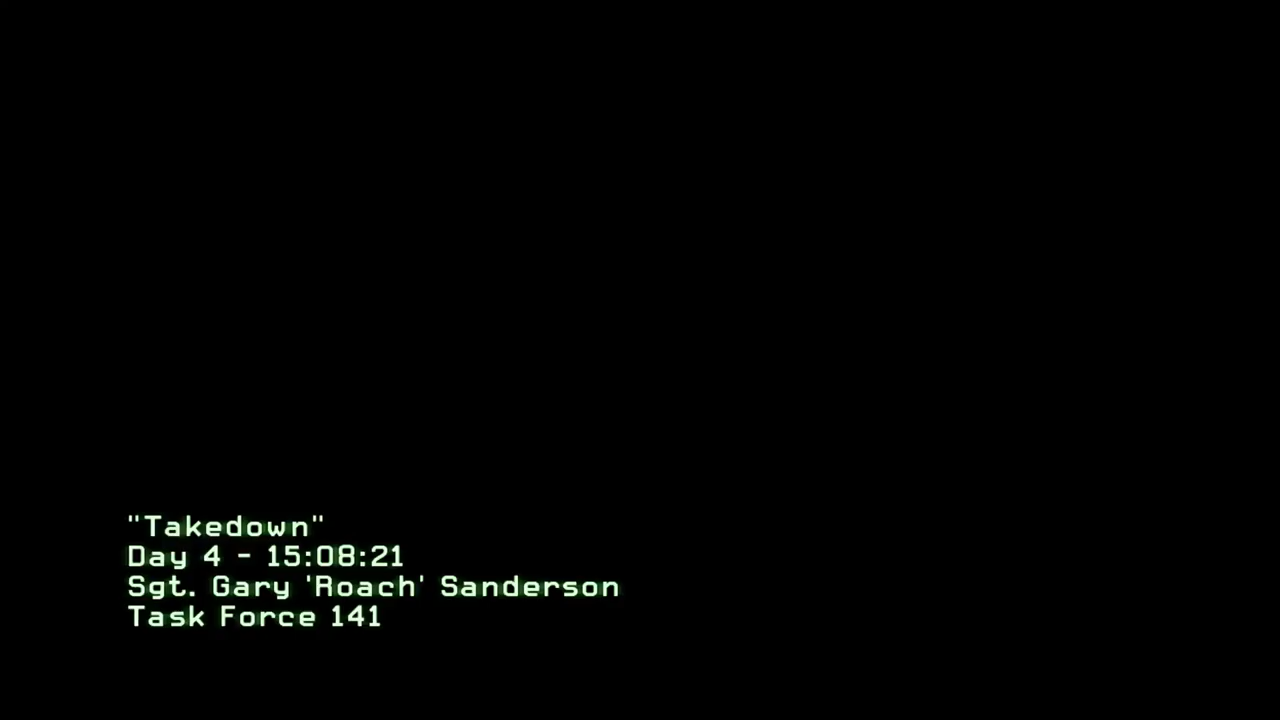 "Takedown"
Day 4 - 15:08:21
Sgt. Gary 'Roach' Sanderson
Task Force 141